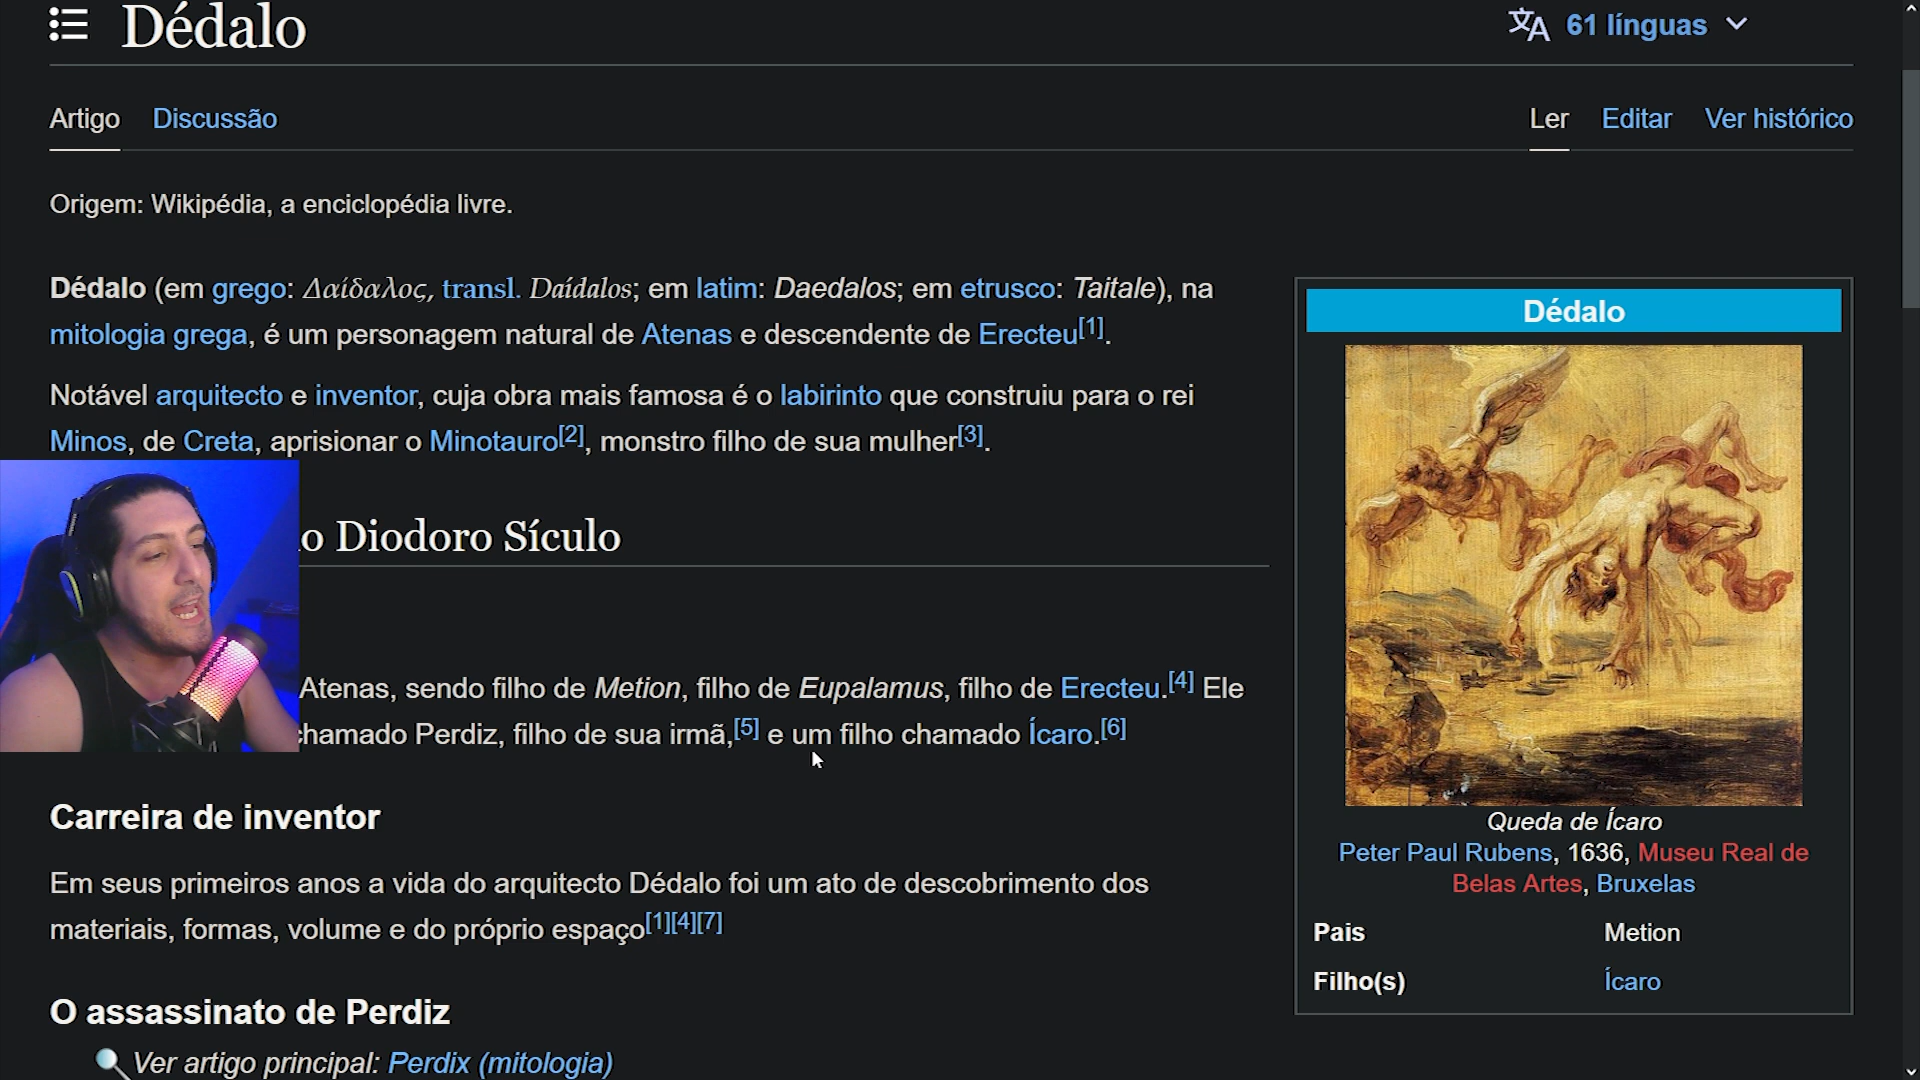 Dédalo
61 línguas
Artigo Discussão
Ler Editar Ver histórico
Origem: Wikipédia, a enciclopédia livre.
Dédalo (em grego: Δαίδαλος, transl. Daídalos; em latim: Daedalos; em etrusco: Taitale), na
mitologia grega, é um personagem natural de Atenas e descendente de Erecteu[1].
Notável arquitecto e inventor, cuja obra mais famosa é o labirinto que construiu para o rei
Minos, de Creta, aprisionar o Minotauro[2], monstro filho de sua mulher[3].
o Diodoro Sículo
Atenas, sendo filho de Metion, filho de Eupalamus, filho de Erecteu.[4] Ele
chamado Perdiz, filho de sua irmã,[5] e um filho chamado Ícaro.[6]
Carreira de inventor
Em seus primeiros anos a vida do arquitecto Dédalo foi um ato de descobrimento dos
materiais, formas, volume e do próprio espaço[1][4][7]
O assassinato de Perdiz
Ver artigo principal: Perdix (mitologia)
Dédalo
Queda de Ícaro
Peter Paul Rubens, 1636, Museu Real de
Belas Artes, Bruxelas
Pais Metion
Filho(s) Ícaro